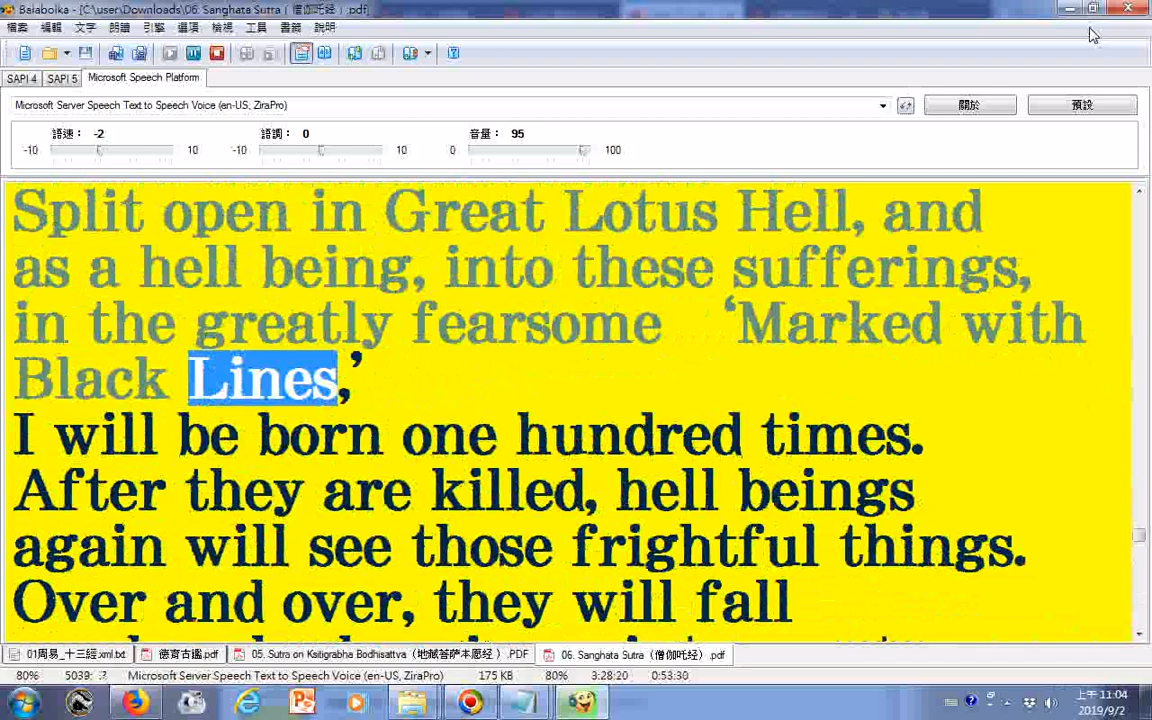 Balabolka - [C:\user\Downloads\06. Sanghata Sutra（僧伽吒经）.pdf]
檔案 編輯 文字 朗讀 引擎 選項 檢視 工具 書籤 說明
SAPI 4 SAPI 5 Microsoft Speech Platform
Microsoft Server Speech Text to Speech Voice (en-US, ZiraPro) 關於 預設
語速： -2 語調： 0 音量： 95
-10 10 -10 10 0 100
Split open in Great Lotus Hell, and
as a hell being, into these sufferings,
in the greatly fearsome ‘Marked with
Black Lines,’
I will be born one hundred times.
After they are killed, hell beings
again will see those frightful things.
Over and over, they will fall
01周易_十三經.xml.txt 德育古鑑.pdf 05. Sutra on Ksitigrabha Bodhisattva（地藏菩萨本愿经）.PDF 06. Sanghata Sutra（僧伽吒经）.pdf
80% 5039: Microsoft Server Speech Text to Speech Voice (en-US, ZiraPro) 175 KB 80% 3:28:20 0:53:30
上午 11:04
2019/9/2